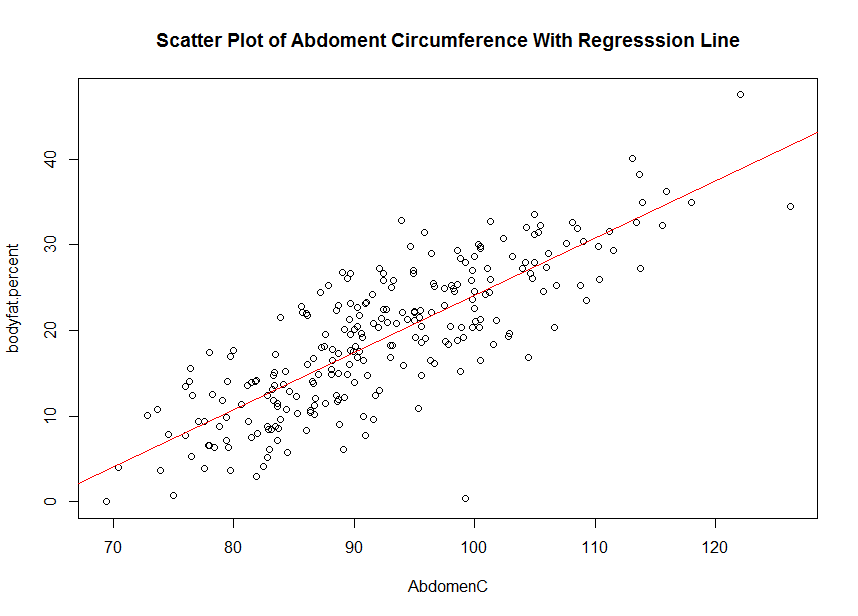 Scatter Plot of Abdoment Circumference With Regresssion Line
bodyfat.percent
40
30
20
10
0
70 80 90 100 110 120
AbdomenC